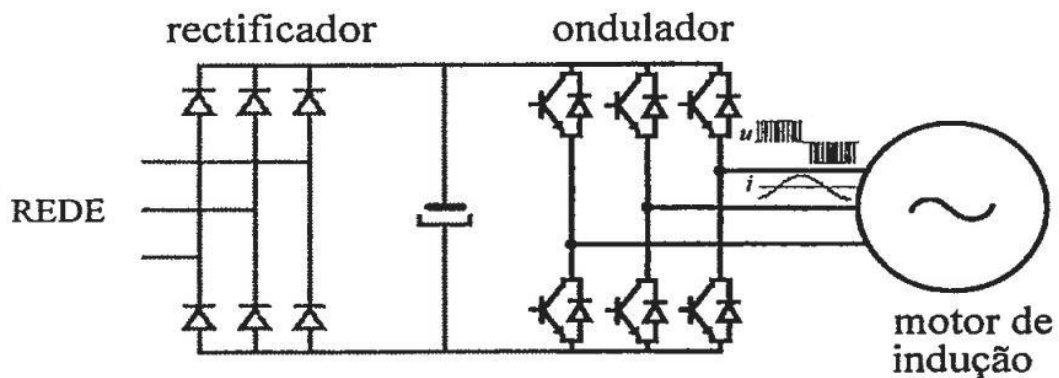 rectificador
ondulador
u
i
REDE
motor de
indução